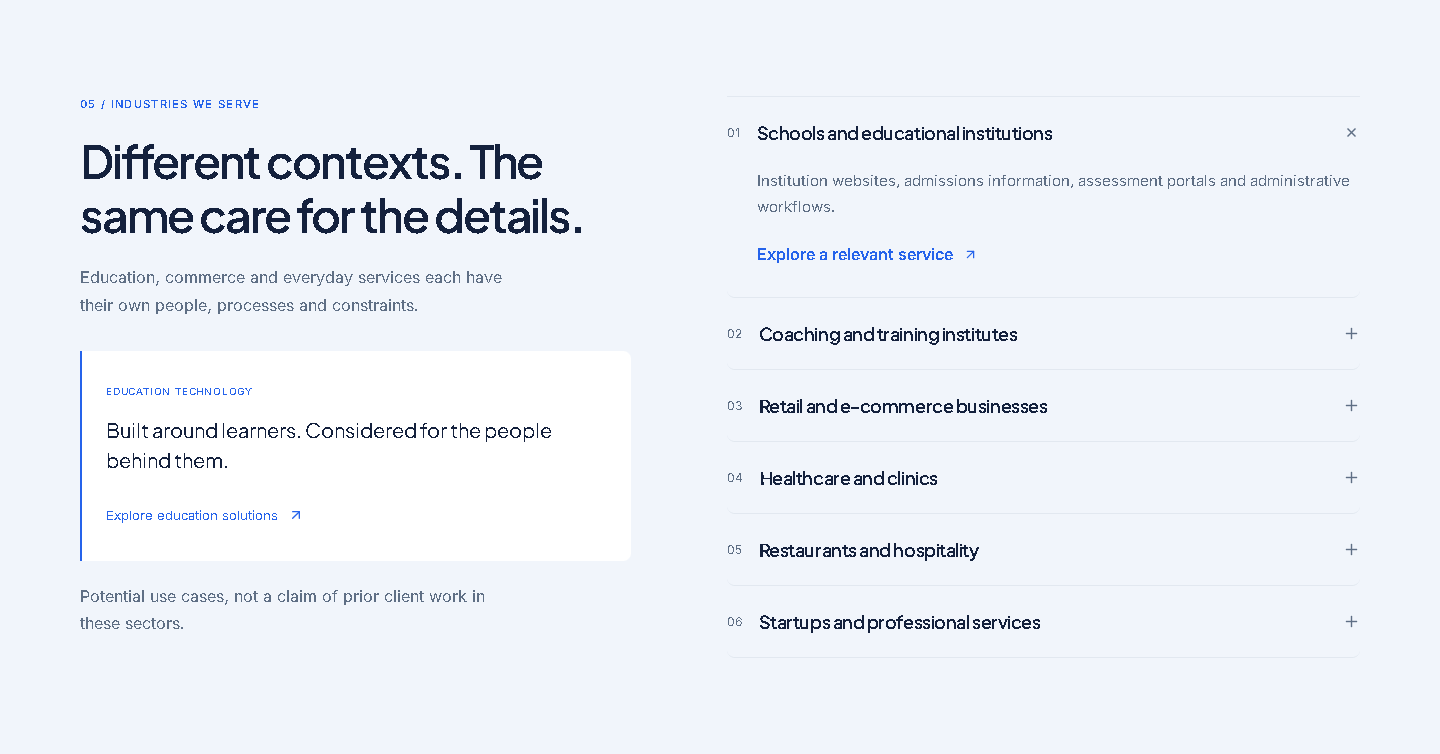 05 / INDUSTRIES WE SERVE
Different contexts. The
same care for the details.
Education, commerce and everyday services each have
their own people, processes and constraints.
EDUCATION TECHNOLOGY
Built around learners. Considered for the people
behind them.
Explore education solutions
Potential use cases, not a claim of prior client work in
these sectors.
01 Schools and educational institutions
Institution websites, admissions information, assessment portals and administrative
workflows.
Explore a relevant service
02 Coaching and training institutes
03 Retail and e-commerce businesses
04 Healthcare and clinics
05 Restaurants and hospitality
06 Startups and professional services